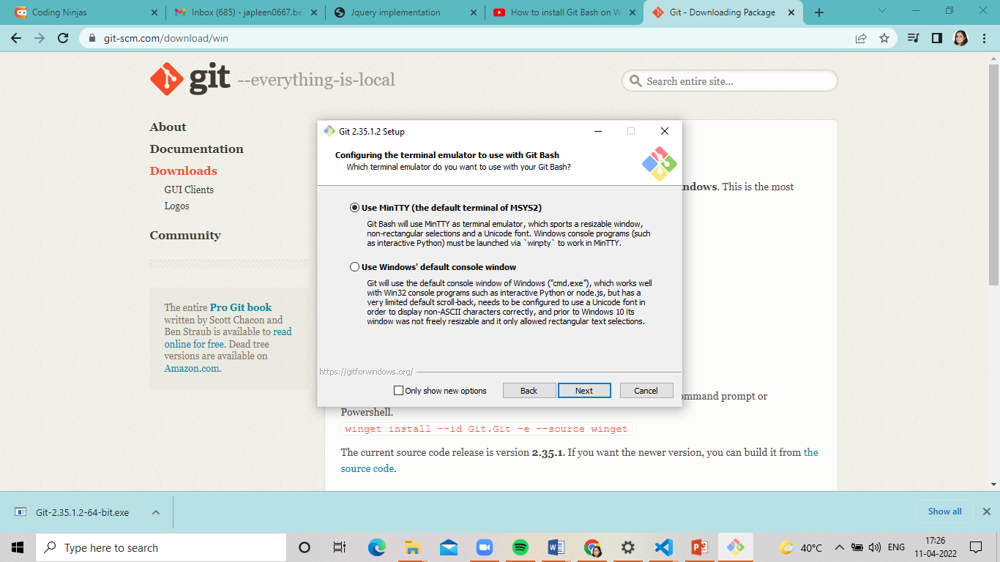 Coding Ninjas
Inbox (685) - japleen0667.be
Jquery implementation
How to install Git Bash on W
Git - Downloading Package
git-scm.com/download/win
git --everything-is-local
Search entire site...
About
Documentation
Downloads
GUI Clients
Logos
Community
The entire Pro Git book
written by Scott Chacon and
Ben Straub is available to read
online for free. Dead tree
versions are available on
Amazon.com.
Git 2.35.1.2 Setup
Configuring the terminal emulator to use with Git Bash
Which terminal emulator do you want to use with your Git Bash?
Use MinTTY (the default terminal of MSYS2)
Git Bash will use MinTTY as terminal emulator, which sports a resizable window,
non-rectangular selections and a Unicode font. Windows console programs (such
as interactive Python) must be launched via `winpty` to work in MinTTY.
Use Windows' default console window
Git will use the default console window of Windows ("cmd.exe"), which works well
with Win32 console programs such as interactive Python or node.js, but has a
very limited default scroll-back, needs to be configured to use a Unicode font in
order to display non-ASCII characters correctly, and prior to Windows 10 its
window was not freely resizable and it only allowed rectangular text selections.
https://gitforwindows.org/
Only show new options
Back
Next
Cancel
ndows. This is the most
ommand prompt or
Powershell.
winget install --id Git.Git -e --source winget
The current source code release is version 2.35.1. If you want the newer version, you can build it from the
source code.
Git-2.35.1.2-64-bit.exe
Show all
Type here to search
40°C
ENG
17:26
11-04-2022